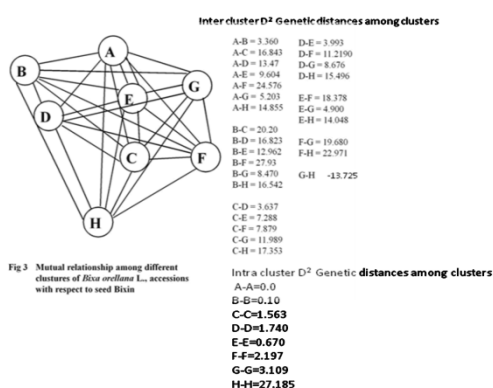 Inter cluster D² Genetic distances among clusters
A-B = 3.360
A-C = 16.843
A-D = 13.47
A-E = 9.604
A-F = 24.576
A-G = 5.203
A-H = 14.855
B-C = 20.20
B-D = 16.823
B-E = 12.962
B-F = 27.93
B-G = 8.470
B-H = 16.542
C-D = 3.637
C-E = 7.288
C-F = 7.879
C-G = 11.989
C-H = 17.353
D-E = 3.993
D-F = 11.2190
D-G = 8.676
D-H = 15.496
E-F = 18.378
E-G = 4.900
E-H = 14.048
F-G = 19.680
F-H = 22.971
G-H -13.725
A
B
G
E
D
C
F
H
Fig 3 Mutual relationship among different
clustures of Bixa orellana L., accessions
with respect to seed Bixin
Intra cluster D² Genetic distances among clusters
A-A=0.0
B-B=0.10
C-C=1.563
D-D=1.740
E-E=0.670
F-F=2.197
G-G=3.109
H-H=27.185